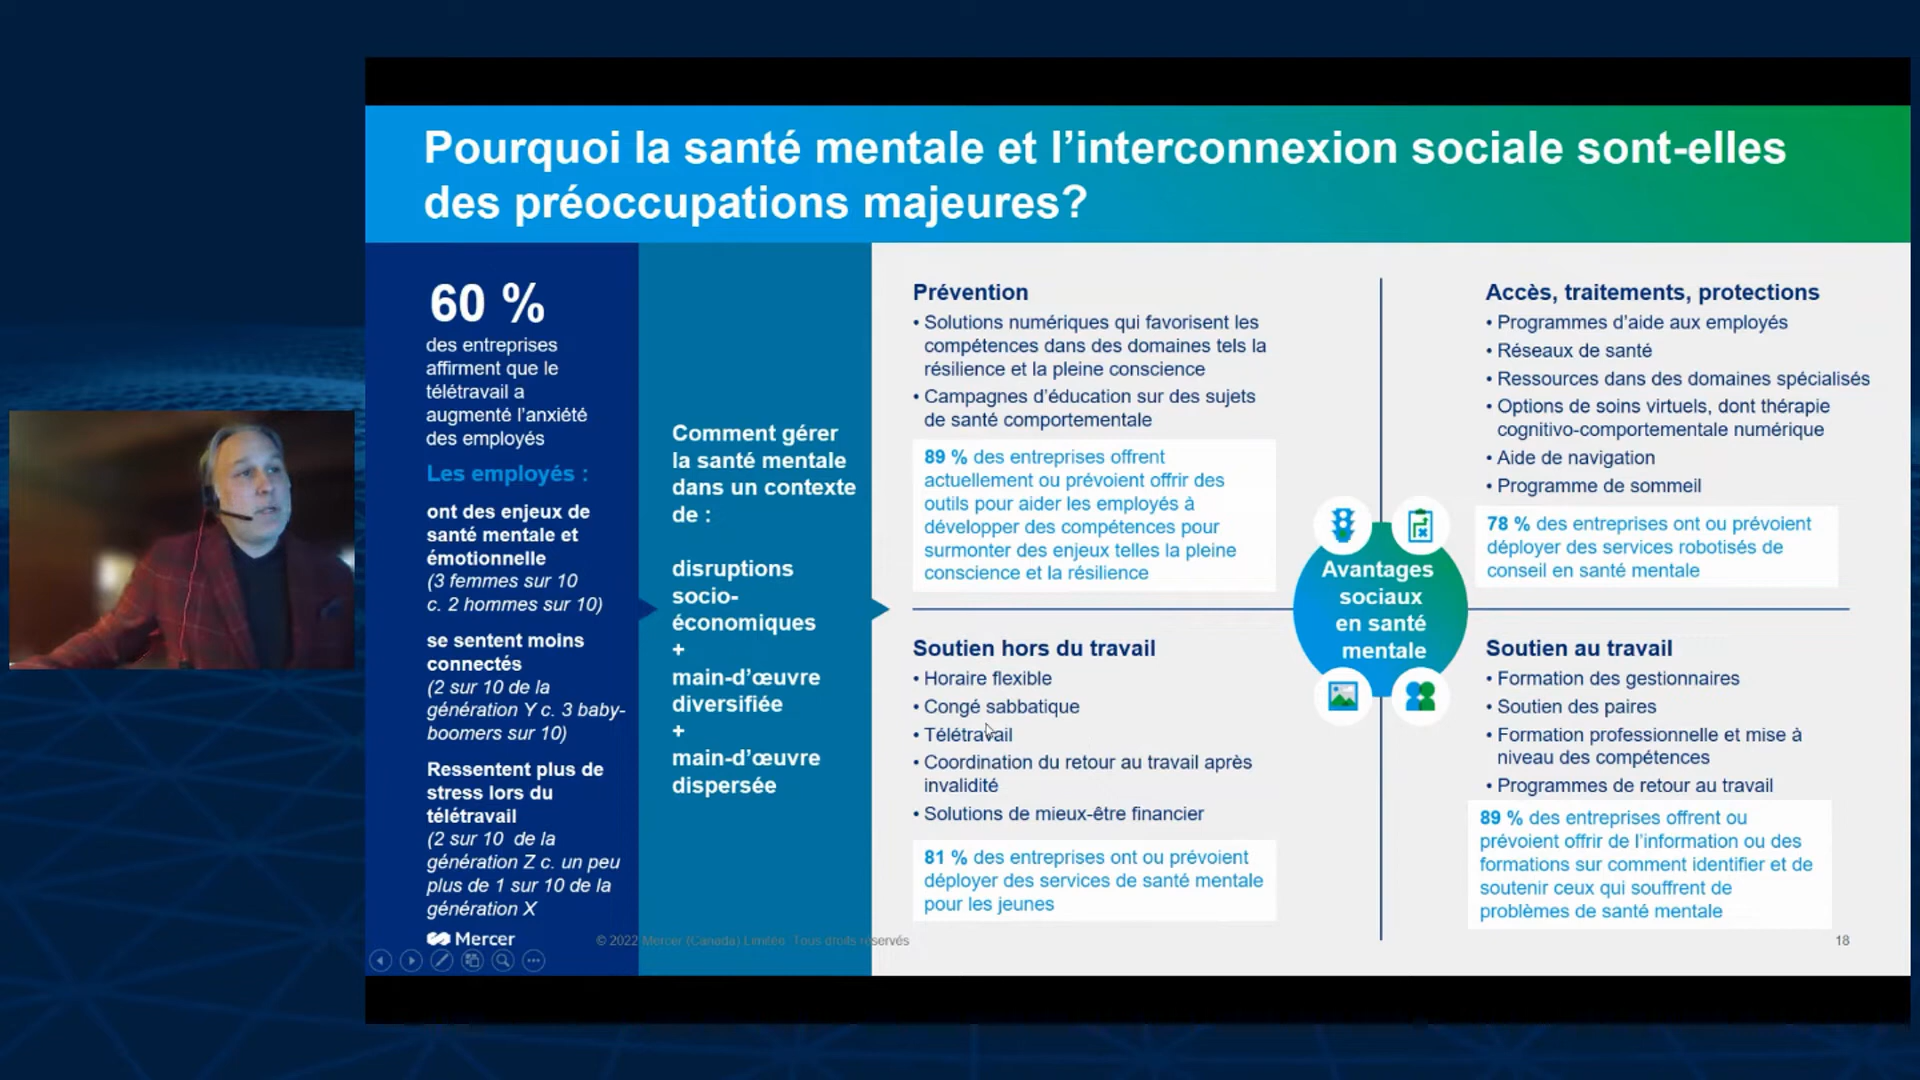 Pourquoi la santé mentale et l’interconnexion sociale sont-elles
des préoccupations majeures?
60 %
des entreprises
affirment que le
télétravail a
augmenté l’anxiété
des employés
Les employés :
ont des enjeux de
santé mentale et
émotionnelle
(3 femmes sur 10
c. 2 hommes sur 10)
se sentent moins
connectés
(2 sur 10 de la
génération Y c. 3 baby-
boomers sur 10)
Ressentent plus de
stress lors du
télétravail
(2 sur 10 de la
génération Z c. un peu
plus de 1 sur 10 de la
génération X
Comment gérer
la santé mentale
dans un contexte
de :
disruptions
socio-
économiques
+
main-d’œuvre
diversifiée
+
main-d’œuvre
dispersée
Prévention
• Solutions numériques qui favorisent les
compétences dans des domaines tels la
résilience et la pleine conscience
• Campagnes d’éducation sur des sujets
de santé comportementale
89 % des entreprises offrent
actuellement ou prévoient offrir des
outils pour aider les employés à
développer des compétences pour
surmonter des enjeux telles la pleine
conscience et la résilience
Accès, traitements, protections
• Programmes d’aide aux employés
• Réseaux de santé
• Ressources dans des domaines spécialisés
• Options de soins virtuels, dont thérapie
cognitivo-comportementale numérique
• Aide de navigation
• Programme de sommeil
78 % des entreprises ont ou prévoient
déployer des services robotisés de
conseil en santé mentale
Avantages
sociaux
en santé
mentale
Soutien hors du travail
• Horaire flexible
• Congé sabbatique
• Télétravail
• Coordination du retour au travail après
invalidité
• Solutions de mieux-être financier
81 % des entreprises ont ou prévoient
déployer des services de santé mentale
pour les jeunes
Soutien au travail
• Formation des gestionnaires
• Soutien des paires
• Formation professionnelle et mise à
niveau des compétences
• Programmes de retour au travail
89 % des entreprises offrent ou
prévoient offrir de l’information ou des
formations sur comment identifier et de
soutenir ceux qui souffrent de
problèmes de santé mentale
Mercer
© 2022 Mercer (Canada) Limitée. Tous droits réservés
18